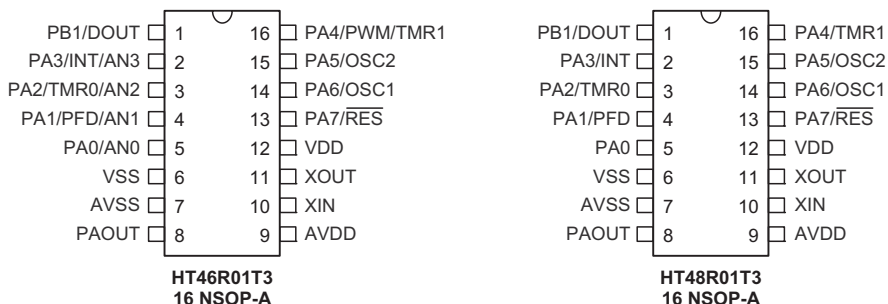 PB1/DOUT 1 16 PA4/PWM/TMR1
PA3/INT/AN3 2 15 PA5/OSC2
PA2/TMR0/AN2 3 14 PA6/OSC1
PA1/PFD/AN1 4 13 PA7/RES
PA0/AN0 5 12 VDD
VSS 6 11 XOUT
AVSS 7 10 XIN
PAOUT 8 9 AVDD
HT46R01T3
16 NSOP-A
PB1/DOUT 1 16 PA4/TMR1
PA3/INT 2 15 PA5/OSC2
PA2/TMR0 3 14 PA6/OSC1
PA1/PFD 4 13 PA7/RES
PA0 5 12 VDD
VSS 6 11 XOUT
AVSS 7 10 XIN
PAOUT 8 9 AVDD
HT48R01T3
16 NSOP-A